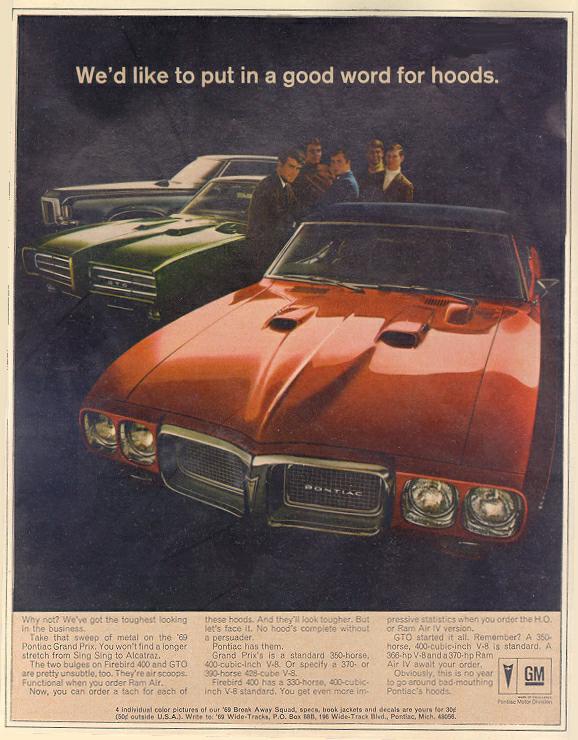 We'd like to put in a good word for hoods.
GTO
PONTIAC
Why not? We've got the toughest looking
in the business.
Take that sweep of metal on the '69
Pontiac Grand Prix. You won't find a longer
stretch from Sing Sing to Alcatraz.
The two bulges on Firebird 400 and GTO
are pretty unsubtle, too. They're air scoops.
Functional when you order Ram Air.
Now, you can order a tach for each of
these hoods. And they'll look tougher. But
let's face it. No hood's complete without
a persuader.
Pontiac has them.
Grand Prix's is a standard 350-horse,
400-cubic-inch V-8. Or specify a 370- or
390-horse 428-cube V-8.
Firebird 400 has a 330-horse, 400-cubic-
inch V-8 standard. You get even more im-
pressive statistics when you order the H.O.
or Ram Air IV version.
GTO started it all. Remember? A 350-
horse, 400-cubic-inch V-8 is standard. A
366-hp V-8 and a 370-hp Ram
Air IV await your order.
Obviously, this is no year
to go around bad-mouthing
Pontiac's hoods.
GM
MARK OF EXCELLENCE
Pontiac Motor Division
4 individual color pictures of our '69 Break Away Squad, specs, book jackets and decals are yours for 30¢
(50¢ outside U.S.A.). Write to: '69 Wide-Tracks, P.O. Box 88B, 196 Wide-Track Blvd., Pontiac, Mich. 48056.